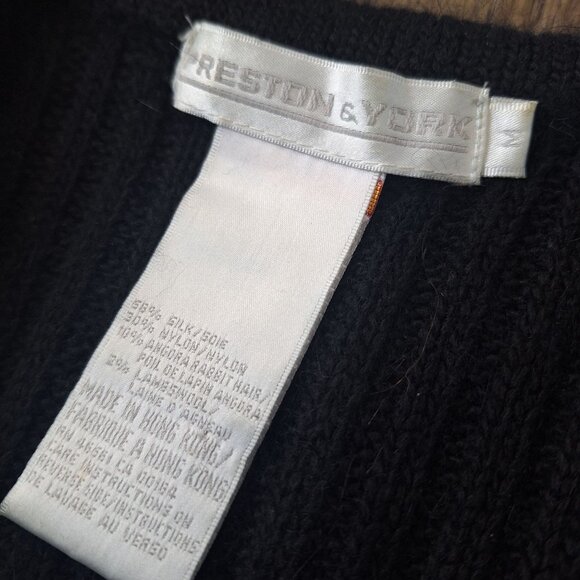 PRESTON & YORK
M
58% SILK/SOIE
30% NYLON/NYLON
10% ANGORA RABBIT HAIR/
POIL DE LAPIN ANGORA
2% LAMBSWOOL/
LAINE D'AGNEAU
MADE IN HONG KONG/
FABRIQUE A HONG KONG
RN CA 00184
CARE INSTRUCTIONS ON
REVERSE SIDE/INSTRUCTIONS
DE LAVAGE AU VERSO